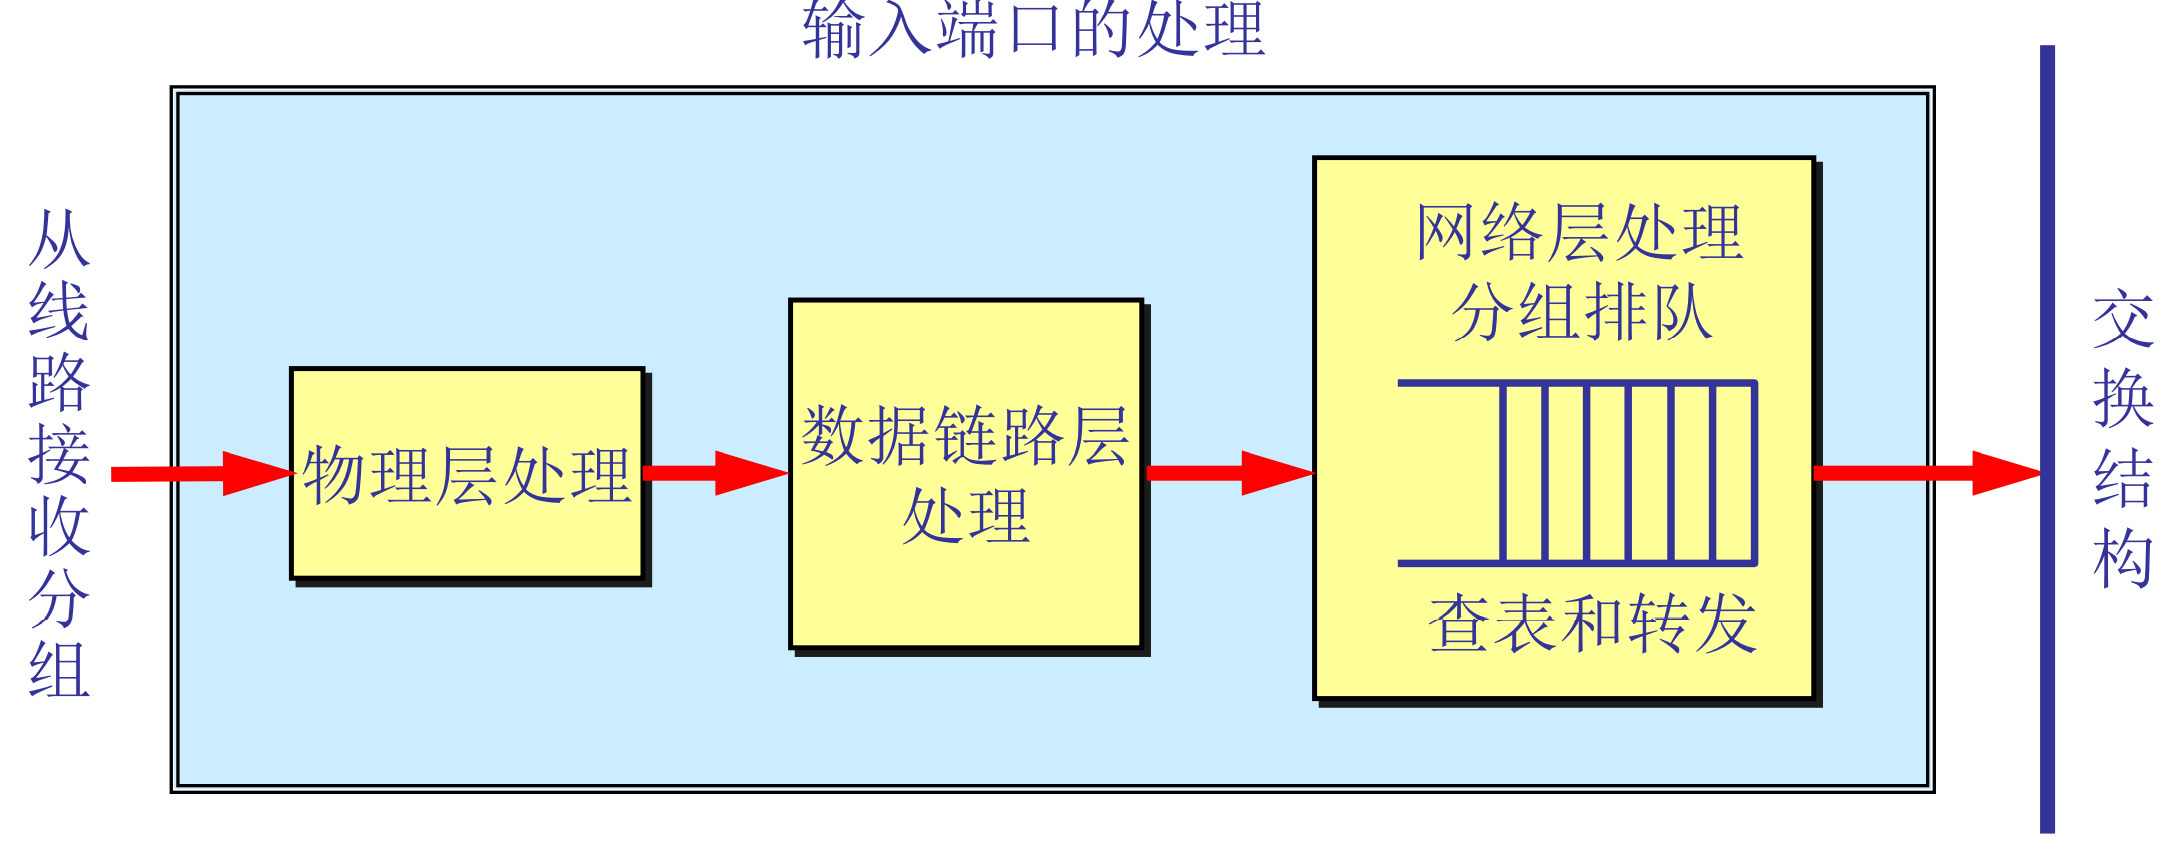 输入端口的处理
从线路接收分组
物理层处理
数据链路层
处理
网络层处理
分组排队
查表和转发
交换结构